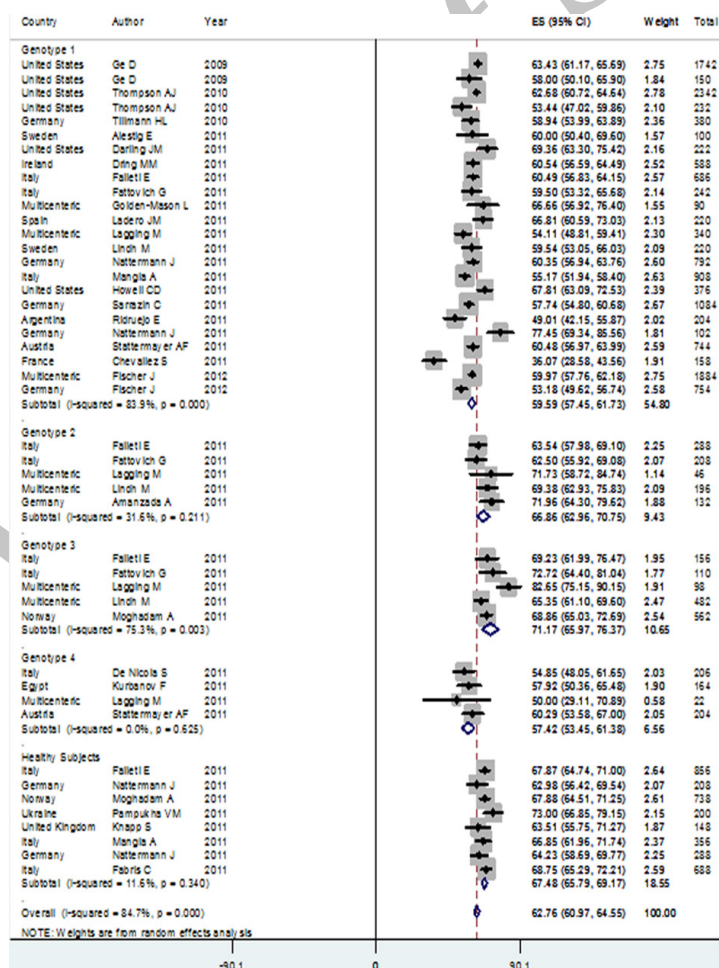 Country Author Year ES (95% CI) Weight Total
Genotype 1
United States Ge D 2009 63.43 (61.17, 65.69) 2.75 1742
United States Ge D 2009 58.00 (50.10, 65.90) 1.84 150
United States Thompson AJ 2010 62.68 (60.72, 64.64) 2.78 2342
United States Thompson AJ 2010 53.44 (47.02, 59.86) 2.10 232
Germany Tillmann HL 2010 58.94 (53.99, 63.89) 2.36 380
Sweden Alestig E 2011 60.00 (50.40, 69.60) 1.57 100
United States Darling JM 2011 69.36 (63.30, 75.42) 2.16 222
Ireland Dring MM 2011 60.54 (56.59, 64.49) 2.52 588
Italy Falleti E 2011 60.49 (56.83, 64.15) 2.57 686
Italy Fattovich G 2011 59.50 (53.32, 65.68) 2.14 242
Multicenteric Golden-Mason L 2011 66.66 (56.92, 76.40) 1.55 90
Spain Ladero JM 2011 66.81 (60.59, 73.03) 2.13 220
Multicenteric Lagging M 2011 54.11 (48.81, 59.41) 2.30 340
Sweden Lindh M 2011 59.54 (53.05, 66.03) 2.09 220
Germany Nattermann J 2011 60.35 (56.94, 63.76) 2.60 792
Italy Mangia A 2011 55.17 (51.94, 58.40) 2.63 908
United States Howell CD 2011 67.81 (63.09, 72.53) 2.39 376
Germany Sarrazin C 2011 57.74 (54.80, 60.68) 2.67 1084
Argentina Ridruejo E 2011 49.01 (42.15, 55.87) 2.02 204
Germany Nattermann J 2011 77.45 (69.34, 85.56) 1.81 102
Austria Stattermayer AF 2011 60.48 (56.97, 63.99) 2.59 744
France Chevaliez S 2011 36.07 (28.58, 43.56) 1.91 158
Multicenteric Fischer J 2012 59.97 (57.76, 62.18) 2.75 1884
Germany Fischer J 2012 53.18 (49.62, 56.74) 2.58 754
Subtotal (I-squared = 83.9%, p = 0.000) 59.59 (57.45, 61.73) 54.80
.
Genotype 2
Italy Falleti E 2011 63.54 (57.98, 69.10) 2.25 288
Italy Fattovich G 2011 62.50 (55.92, 69.08) 2.07 208
Multicenteric Lagging M 2011 71.73 (58.72, 84.74) 1.14 46
Multicenteric Lindh M 2011 69.38 (62.93, 75.83) 2.09 196
Germany Amanzada A 2011 71.96 (64.30, 79.62) 1.88 132
Subtotal (I-squared = 31.6%, p = 0.211) 66.86 (62.96, 70.75) 9.43
.
Genotype 3
Italy Falleti E 2011 69.23 (61.99, 76.47) 1.95 156
Italy Fattovich G 2011 72.72 (64.40, 81.04) 1.77 110
Multicenteric Lagging M 2011 82.65 (75.15, 90.15) 1.91 98
Multicenteric Lindh M 2011 65.35 (61.10, 69.60) 2.47 482
Norway Moghadam A 2011 68.86 (65.03, 72.69) 2.54 562
Subtotal (I-squared = 75.3%, p = 0.003) 71.17 (65.97, 76.37) 10.65
.
Genotype 4
Italy De Nicola S 2011 54.85 (48.05, 61.65) 2.03 206
Egypt Kurbanov F 2011 57.92 (50.36, 65.48) 1.90 164
Multicenteric Lagging M 2011 50.00 (29.11, 70.89) 0.58 22
Austria Stattermayer AF 2011 60.29 (53.58, 67.00) 2.05 204
Subtotal (I-squared = 0.0%, p = 0.625) 57.42 (53.45, 61.38) 6.56
.
Healthy Subjects
Italy Falleti E 2011 67.87 (64.74, 71.00) 2.64 856
Germany Nattermann J 2011 62.98 (56.42, 69.54) 2.07 208
Norway Moghadam A 2011 67.88 (64.51, 71.25) 2.61 738
Ukraine Pampukha VM 2011 73.00 (66.85, 79.15) 2.15 200
United Kingdom Knapp S 2011 63.51 (55.75, 71.27) 1.87 148
Italy Mangia A 2011 66.85 (61.96, 71.74) 2.37 356
Germany Nattermann J 2011 64.23 (58.69, 69.77) 2.25 288
Italy Fabris C 2011 68.75 (65.29, 72.21) 2.59 688
Subtotal (I-squared = 11.6%, p = 0.340) 67.48 (65.79, 69.17) 18.55
.
Overall (I-squared = 84.7%, p = 0.000) 62.76 (60.97, 64.55) 100.00
NOTE: Weights are from random effects analysis
-90.1 0 90.1